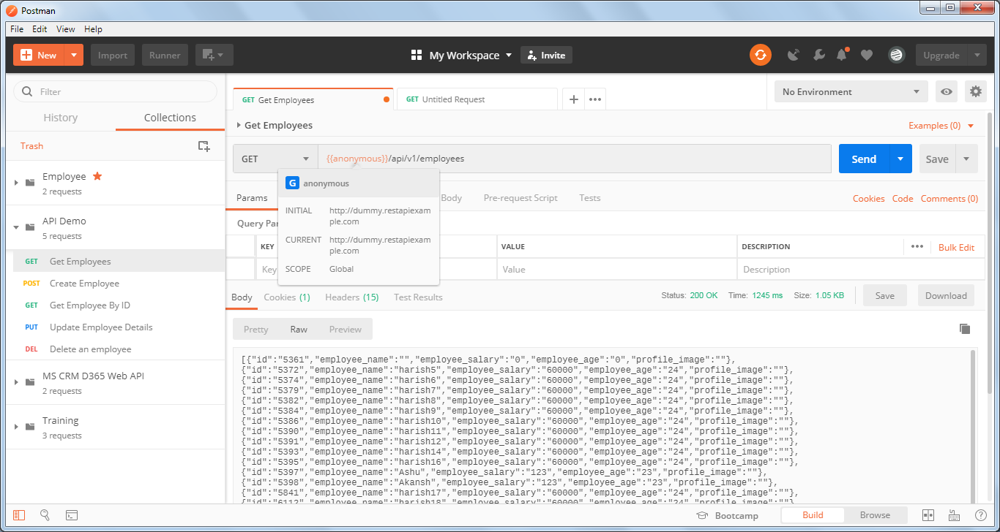 Postman
File Edit View Help
New Import Runner My Workspace Invite Upgrade
Filter
History Collections
Trash
Employee
2 requests
API Demo
5 requests
GET Get Employees
POST Create Employee
GET Get Employee By ID
PUT Update Employee Details
DEL Delete an employee
MS CRM D365 Web API
2 requests
Training
3 requests
GET Get Employees GET Untitled Request No Environment
Get Employees Examples (0)
GET {{anonymous}}/api/v1/employees Send Save
G anonymous
INITIAL http://dummy.restapiexam
ple.com
CURRENT http://dummy.restapiexam
ple.com
SCOPE Global
Params Body Pre-request Script Tests Cookies Code Comments (0)
Query Par
KEY VALUE DESCRIPTION Bulk Edit
Key Value Description
Body Cookies (1) Headers (15) Test Results Status: 200 OK Time: 1245 ms Size: 1.05 KB Save Download
Pretty Raw Preview
[{"id":"5361","employee_name":"","employee_salary":"0","employee_age":"0","profile_image":""},
{"id":"5372","employee_name":"harish5","employee_salary":"60000","employee_age":"24","profile_image":""},
{"id":"5374","employee_name":"harish6","employee_salary":"60000","employee_age":"24","profile_image":""},
{"id":"5379","employee_name":"harish7","employee_salary":"60000","employee_age":"24","profile_image":""},
{"id":"5382","employee_name":"harish8","employee_salary":"60000","employee_age":"24","profile_image":""},
{"id":"5384","employee_name":"harish9","employee_salary":"60000","employee_age":"24","profile_image":""},
{"id":"5386","employee_name":"harish10","employee_salary":"60000","employee_age":"24","profile_image":""},
{"id":"5390","employee_name":"harish11","employee_salary":"60000","employee_age":"24","profile_image":""},
{"id":"5391","employee_name":"harish12","employee_salary":"60000","employee_age":"24","profile_image":""},
{"id":"5393","employee_name":"harish14","employee_salary":"60000","employee_age":"24","profile_image":""},
{"id":"5395","employee_name":"harish16","employee_salary":"60000","employee_age":"24","profile_image":""},
{"id":"5397","employee_name":"Ashu","employee_salary":"123","employee_age":"23","profile_image":""},
{"id":"5398","employee_name":"Akansh","employee_salary":"123","employee_age":"23","profile_image":""},
{"id":"5841","employee_name":"harish17","employee_salary":"60000","employee_age":"24","profile_image":""},
{"id":"6112","employee_name":"harish18","employee_salary":"60000","employee_age":"24","profile_image":""},
Bootcamp Build Browse